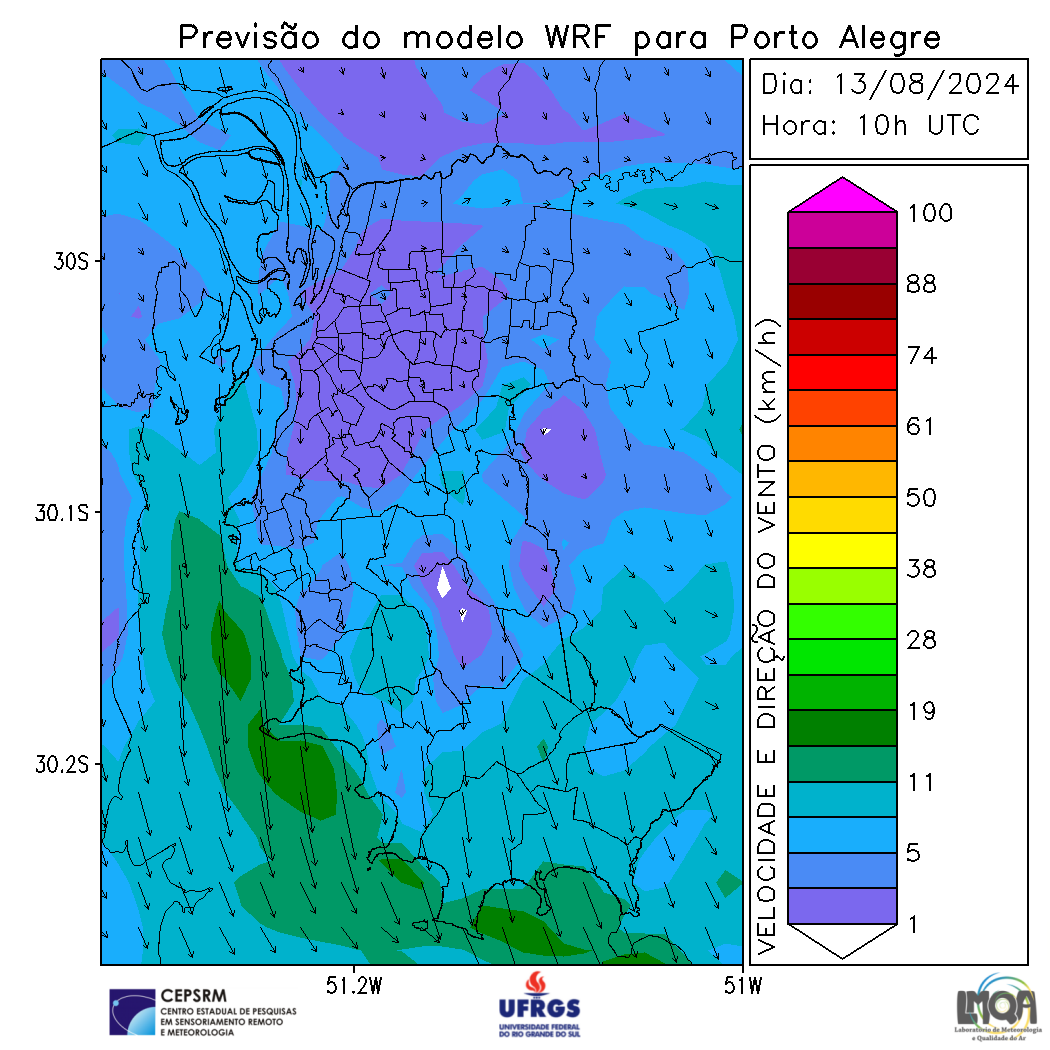 Previsão do modelo WRF para Porto Alegre
Dia: 13/08/2024
Hora: 10h UTC
30S
30.1S
30.2S
51.2W
51W
VELOCIDADE E DIREÇÃO DO VENTO (km/h)
100
88
74
61
50
38
28
19
11
5
1
CEPSRM
CENTRO ESTADUAL DE PESQUISAS
EM SENSORIAMENTO REMOTO
E METEOROLOGIA
UFRGS
UNIVERSIDADE FEDERAL
DO RIO GRANDE DO SUL
LMQA
Laboratório de Meteorologia
e Qualidade do Ar